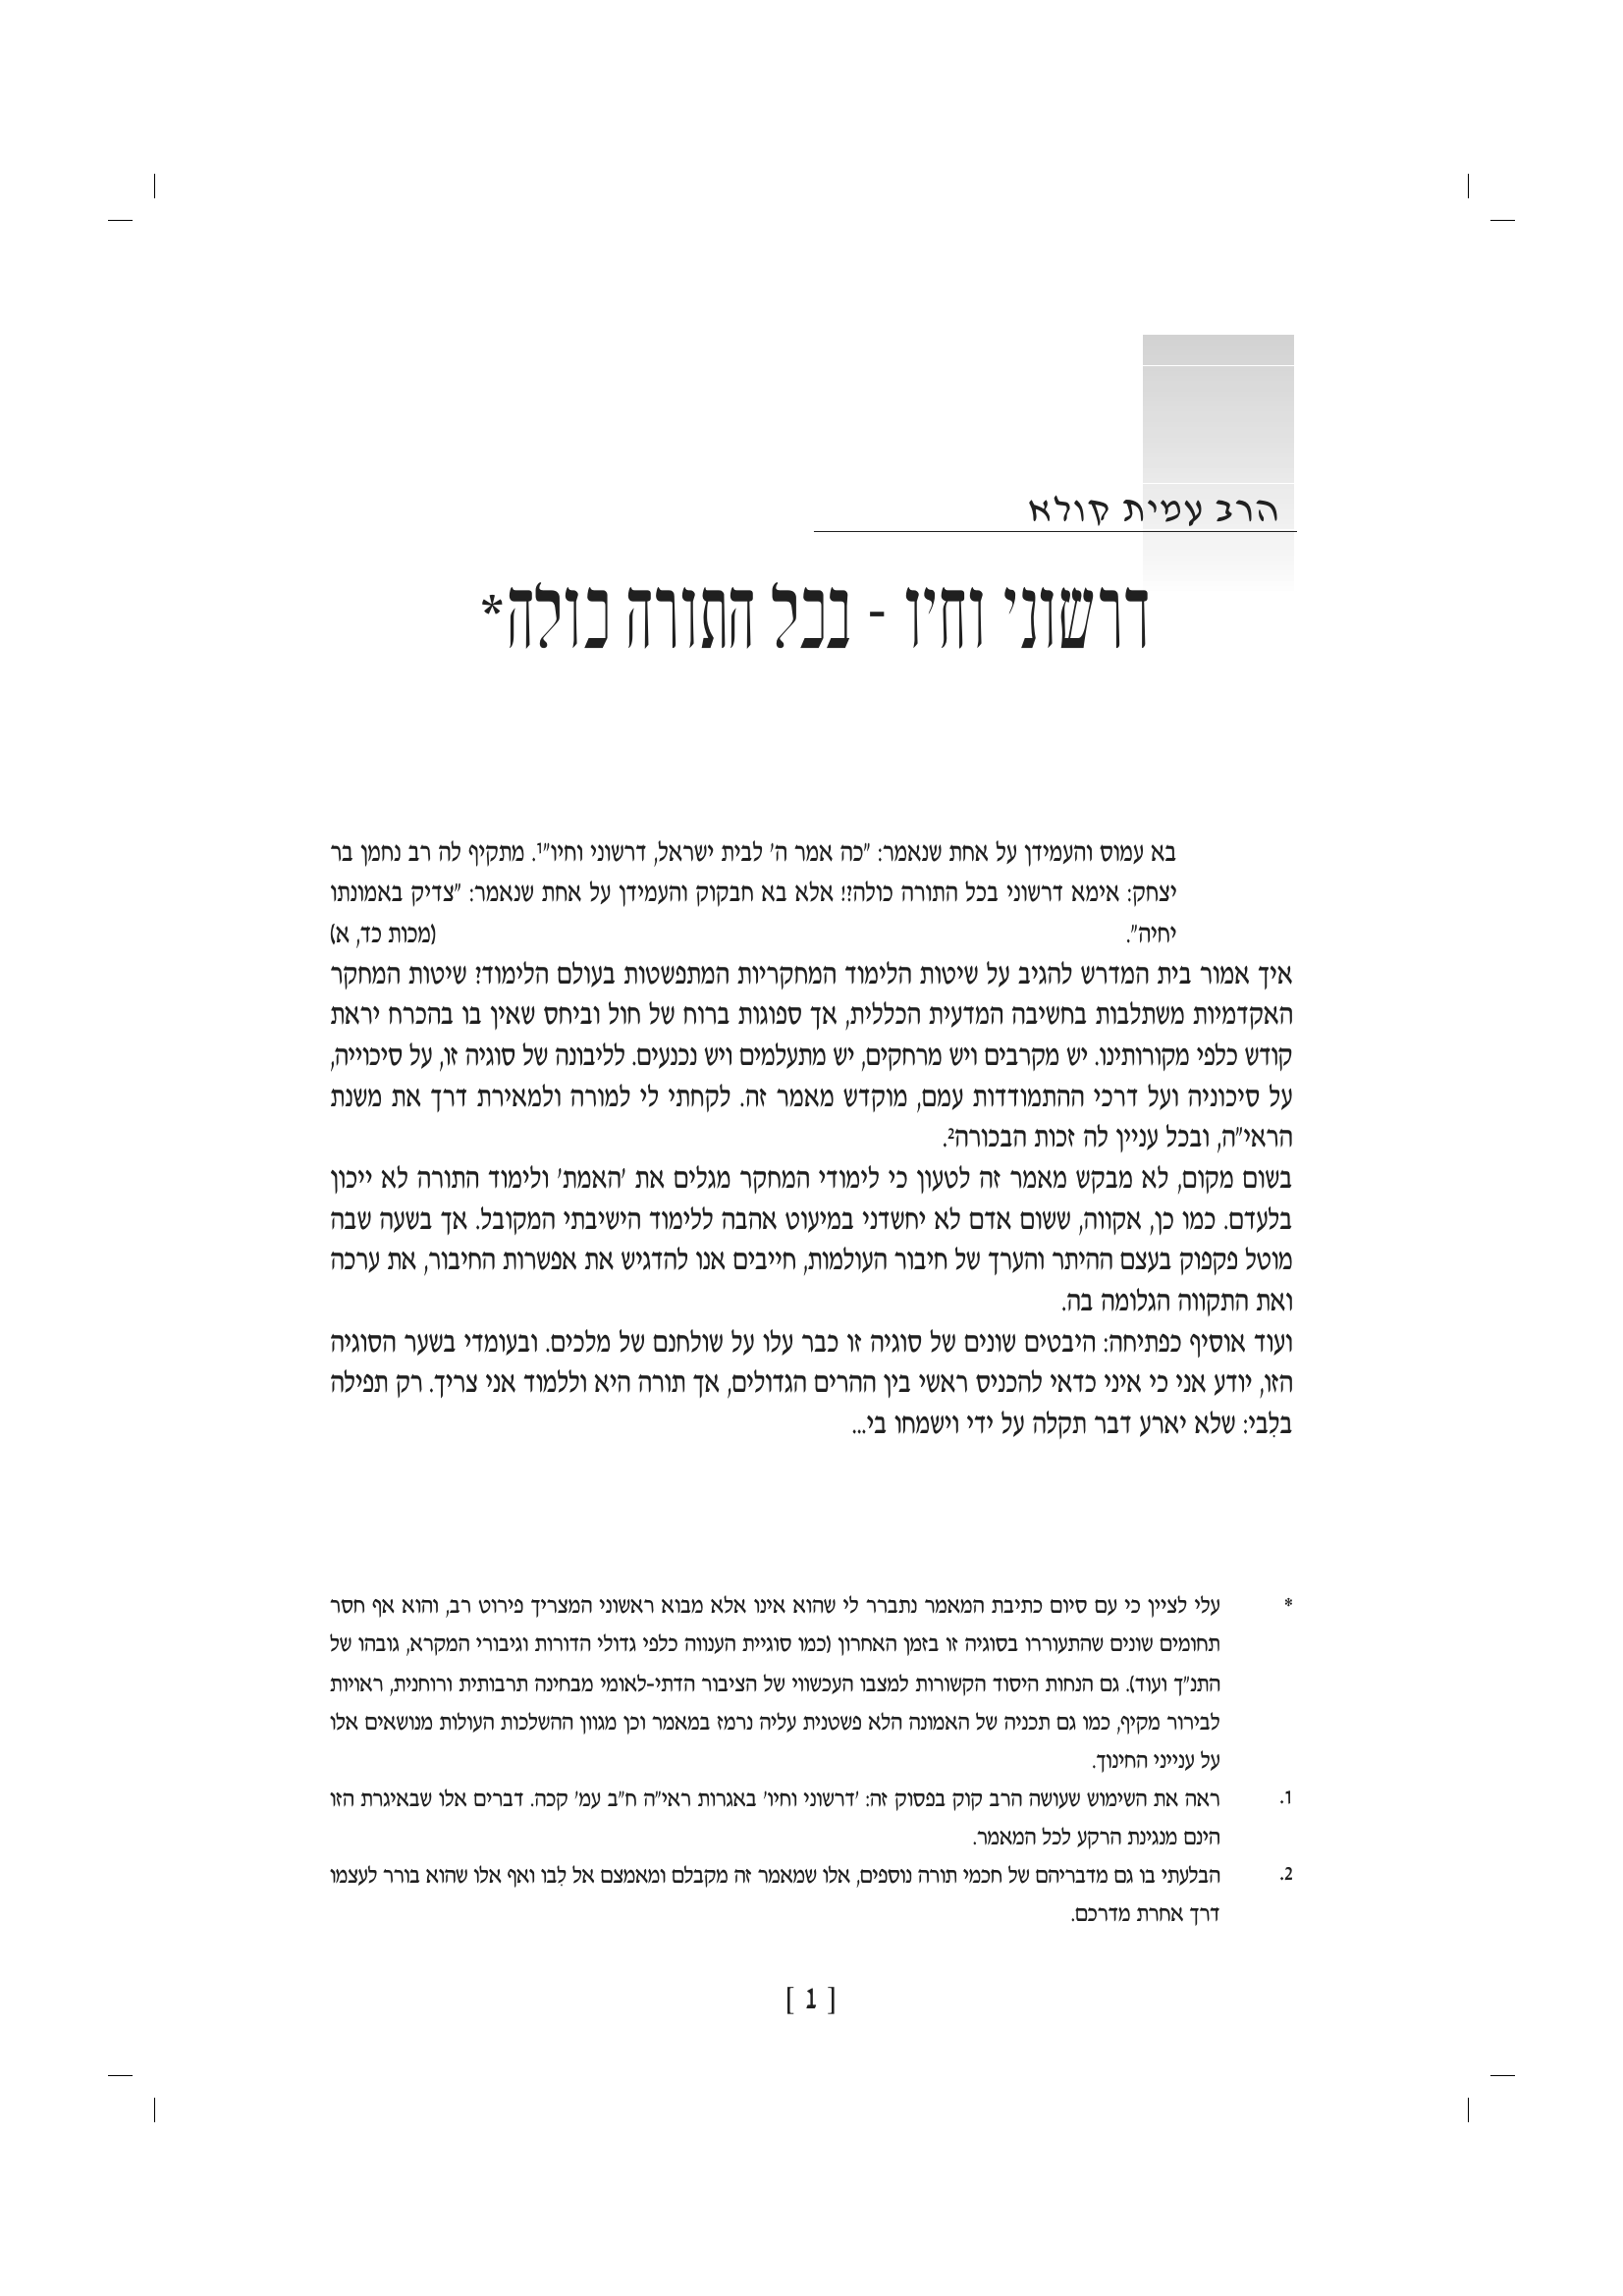 הרב עמית קולא
דרשוני וחיו - בכל התורה כולה*
בא עמוס והעמידן על אחת שנאמר: "כה אמר ה' לבית ישראל, דרשוני וחיו"1. מתקיף לה רב נחמן בר
יצחק: אימא דרשוני בכל התורה כולה?! אלא בא חבקוק והעמידן על אחת שנאמר: "צדיק באמונתו
יחיה". (מכות כד, א)
איך אמור בית המדרש להגיב על שיטות הלימוד המחקריות המתפשטות בעולם הלימוד? שיטות המחקר
האקדמיות משתלבות בחשיבה המדעית הכללית, אך ספוגות ברוח של חול וביחס שאין בו בהכרח יראת
קודש כלפי מקורותינו. יש מקרבים ויש מרחקים, יש מתעלמים ויש נכנעים. לליבונה של סוגיה זו, על סיכוייה,
על סיכוניה ועל דרכי ההתמודדות עמם, מוקדש מאמר זה. לקחתי לי למורה ולמאירת דרך את משנת
הראי"ה, ובכל עניין לה זכות הבכורה2.
בשום מקום, לא מבקש מאמר זה לטעון כי לימודי המחקר מגלים את 'האמת' ולימוד התורה לא ייכון
בלעדם. כמו כן, אקווה, ששום אדם לא יחשדני במיעוט אהבה ללימוד הישיבתי המקובל. אך בשעה שבה
מוטל פקפוק בעצם ההיתר והערך של חיבור העולמות, חייבים אנו להדגיש את אפשרות החיבור, את ערכה
ואת התקווה הגלומה בה.
ועוד אוסיף כפתיחה: היבטים שונים של סוגיה זו כבר עלו על שולחנם של מלכים. ובעומדי בשער הסוגיה
הזו, יודע אני כי איני כדאי להכניס ראשי בין ההרים הגדולים, אך תורה היא וללמוד אני צריך. רק תפילה
בלִבי: שלא יארע דבר תקלה על ידי וישמחו בי...
* עלי לציין כי עם סיום כתיבת המאמר נתברר לי שהוא אינו אלא מבוא ראשוני המצריך פירוט רב, והוא אף חסר
תחומים שונים שהתעוררו בסוגיה זו בזמן האחרון (כמו סוגיית הענווה כלפי גדולי הדורות וגיבורי המקרא, גובהו של
התנ"ך ועוד). גם הנחות היסוד הקשורות למצבו העכשווי של הציבור הדתי-לאומי מבחינה תרבותית ורוחנית, ראויות
לבירור מקיף, כמו גם תכניה של האמונה הלא פשטנית עליה נרמז במאמר וכן מגוון ההשלכות העולות מנושאים אלו
על ענייני החינוך.
1. ראה את השימוש שעושה הרב קוק בפסוק זה: 'דרשוני וחיו' באגרות ראי"ה ח"ב עמ' קכה. דברים אלו שבאיגרת הזו
הינם מנגינת הרקע לכל המאמר.
2. הבלעתי בו גם מדבריהם של חכמי תורה נוספים, אלו שמאמר זה מקבלם ומאמצם אל לִבו ואף אלו שהוא בורר לעצמו
דרך אחרת מדרכם.
[ 1 ]